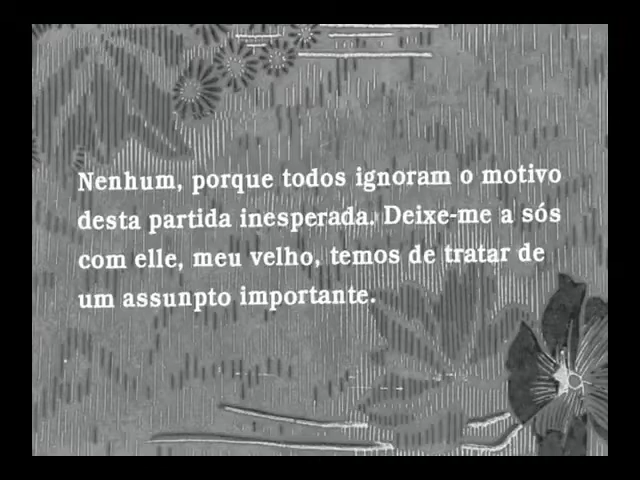 Nenhum, porque todos ignoram o motivo
desta partida inesperada. Deixe-me a sós
com elle, meu velho, temos de tratar de
um assunpto importante.